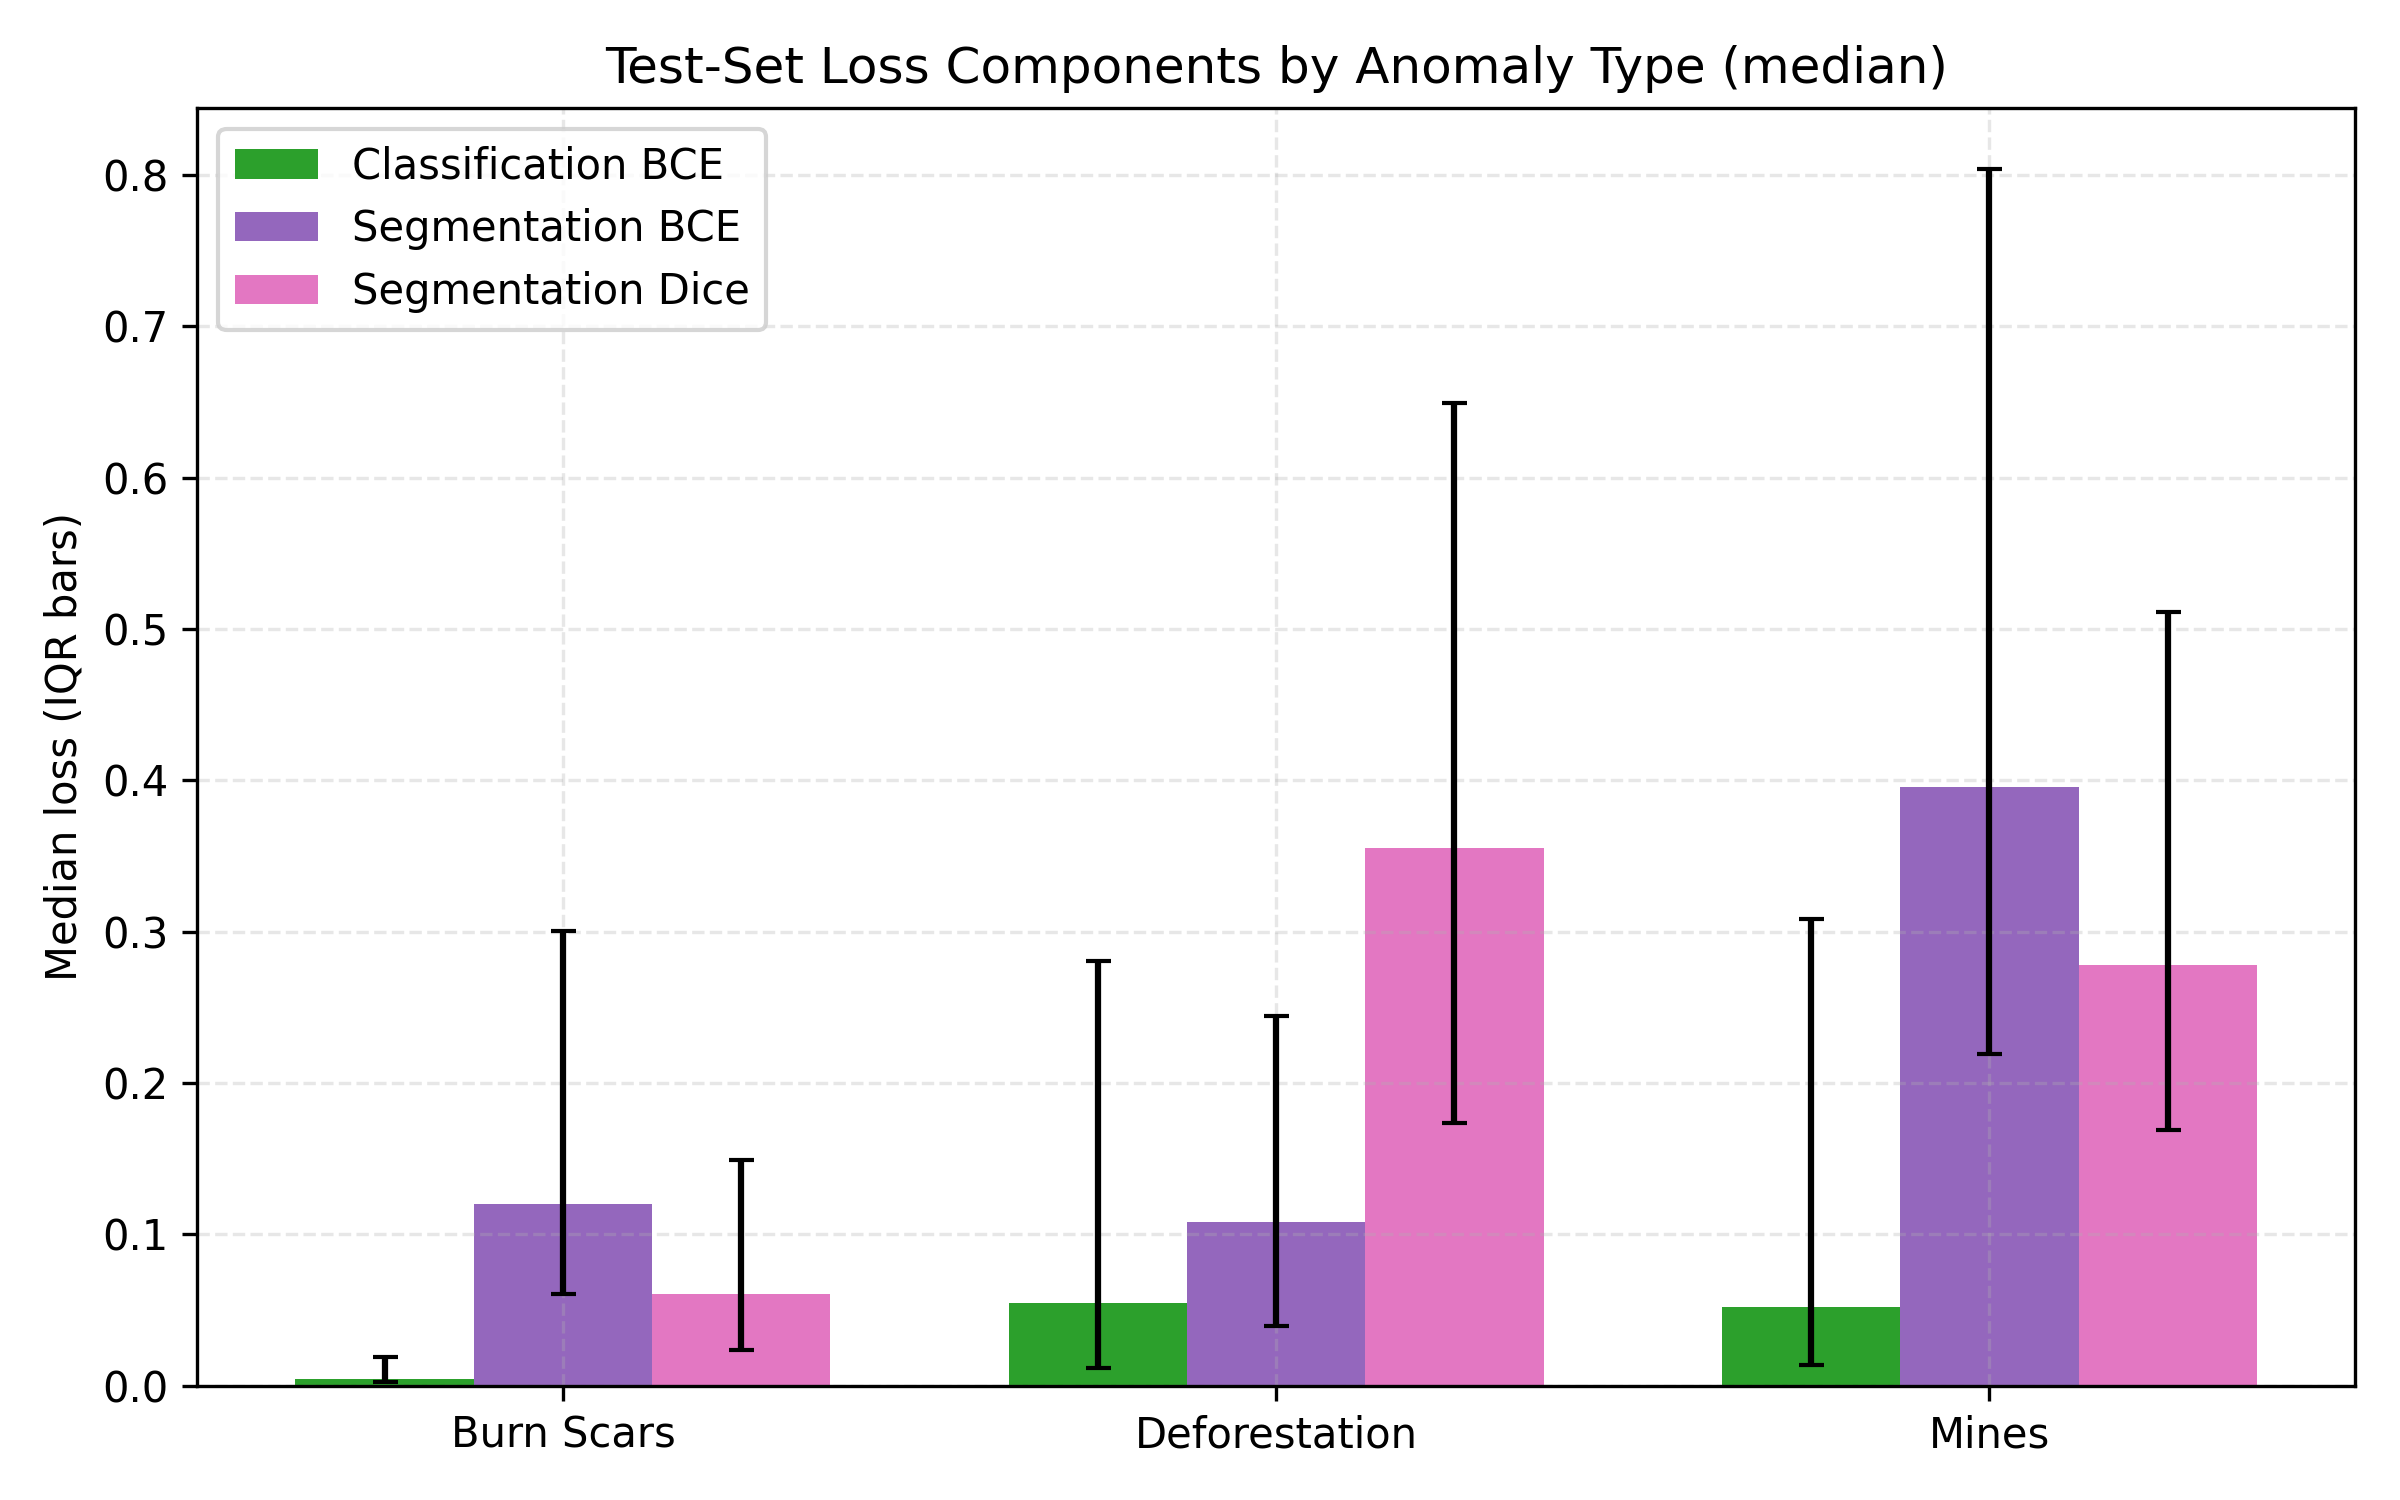 Test-Set Loss Components by Anomaly Type (median)
Classification BCE
Segmentation BCE
Segmentation Dice
Median loss (IQR bars)
0.8
0.7
0.6
0.5
0.4
0.3
0.2
0.1
0.0
Burn Scars
Deforestation
Mines